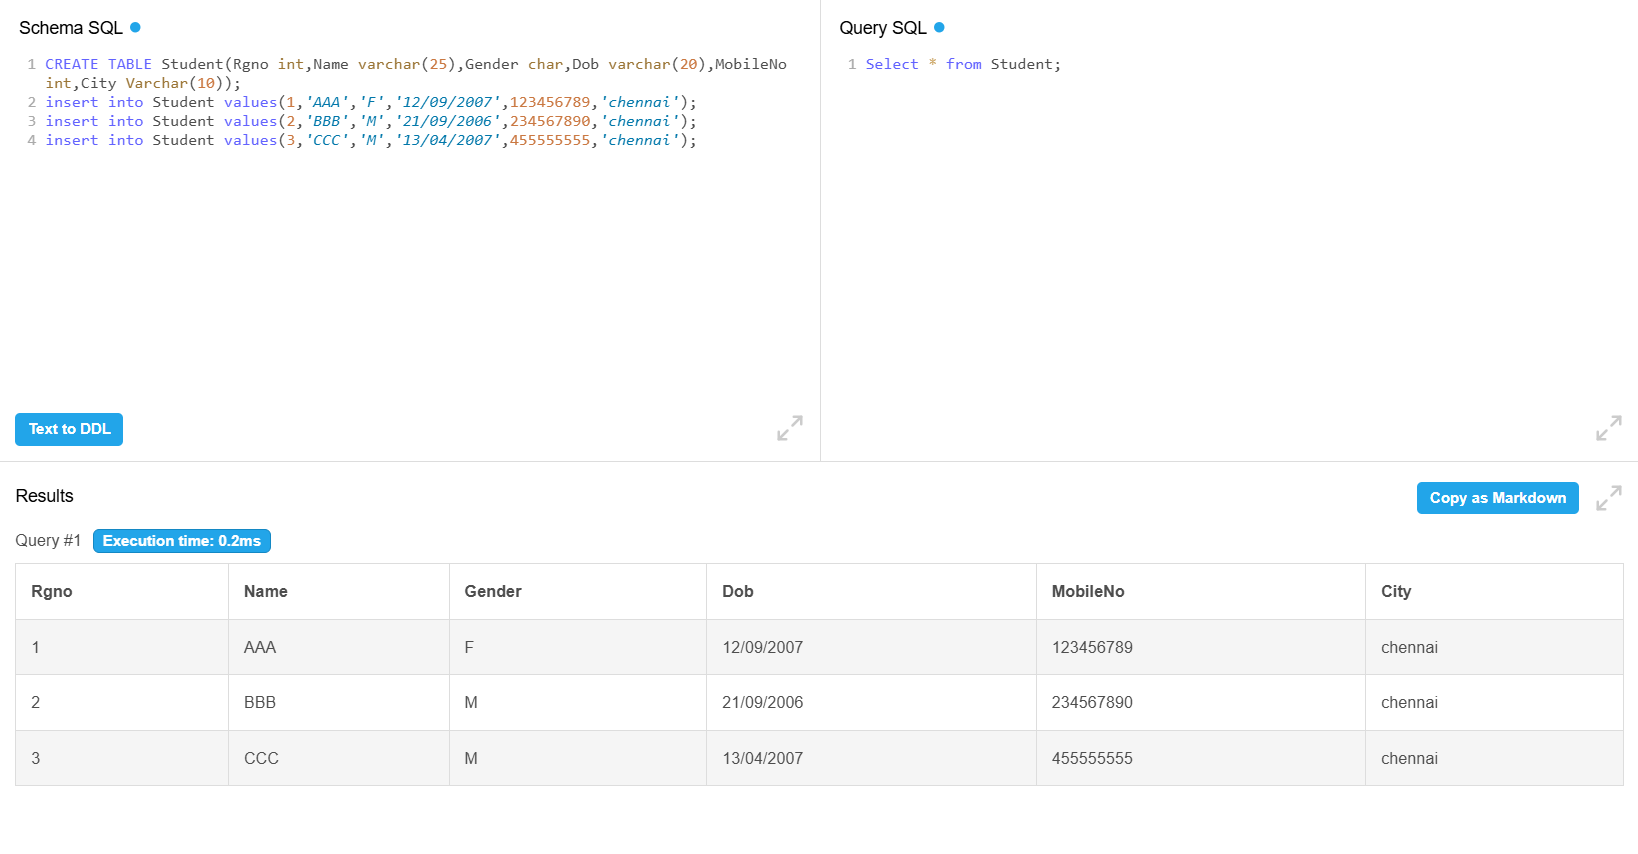 Schema SQL
1 CREATE TABLE Student(Rgno int,Name varchar(25),Gender char,Dob varchar(20),MobileNo
int,City Varchar(10));
2 insert into Student values(1,'AAA','F','12/09/2007',123456789,'chennai');
3 insert into Student values(2,'BBB','M','21/09/2006',234567890,'chennai');
4 insert into Student values(3,'CCC','M','13/04/2007',455555555,'chennai');
Text to DDL
Query SQL
1 Select * from Student;
Results
Copy as Markdown
Query #1 Execution time: 0.2ms
Rgno Name Gender Dob MobileNo City
1 AAA F 12/09/2007 123456789 chennai
2 BBB M 21/09/2006 234567890 chennai
3 CCC M 13/04/2007 455555555 chennai